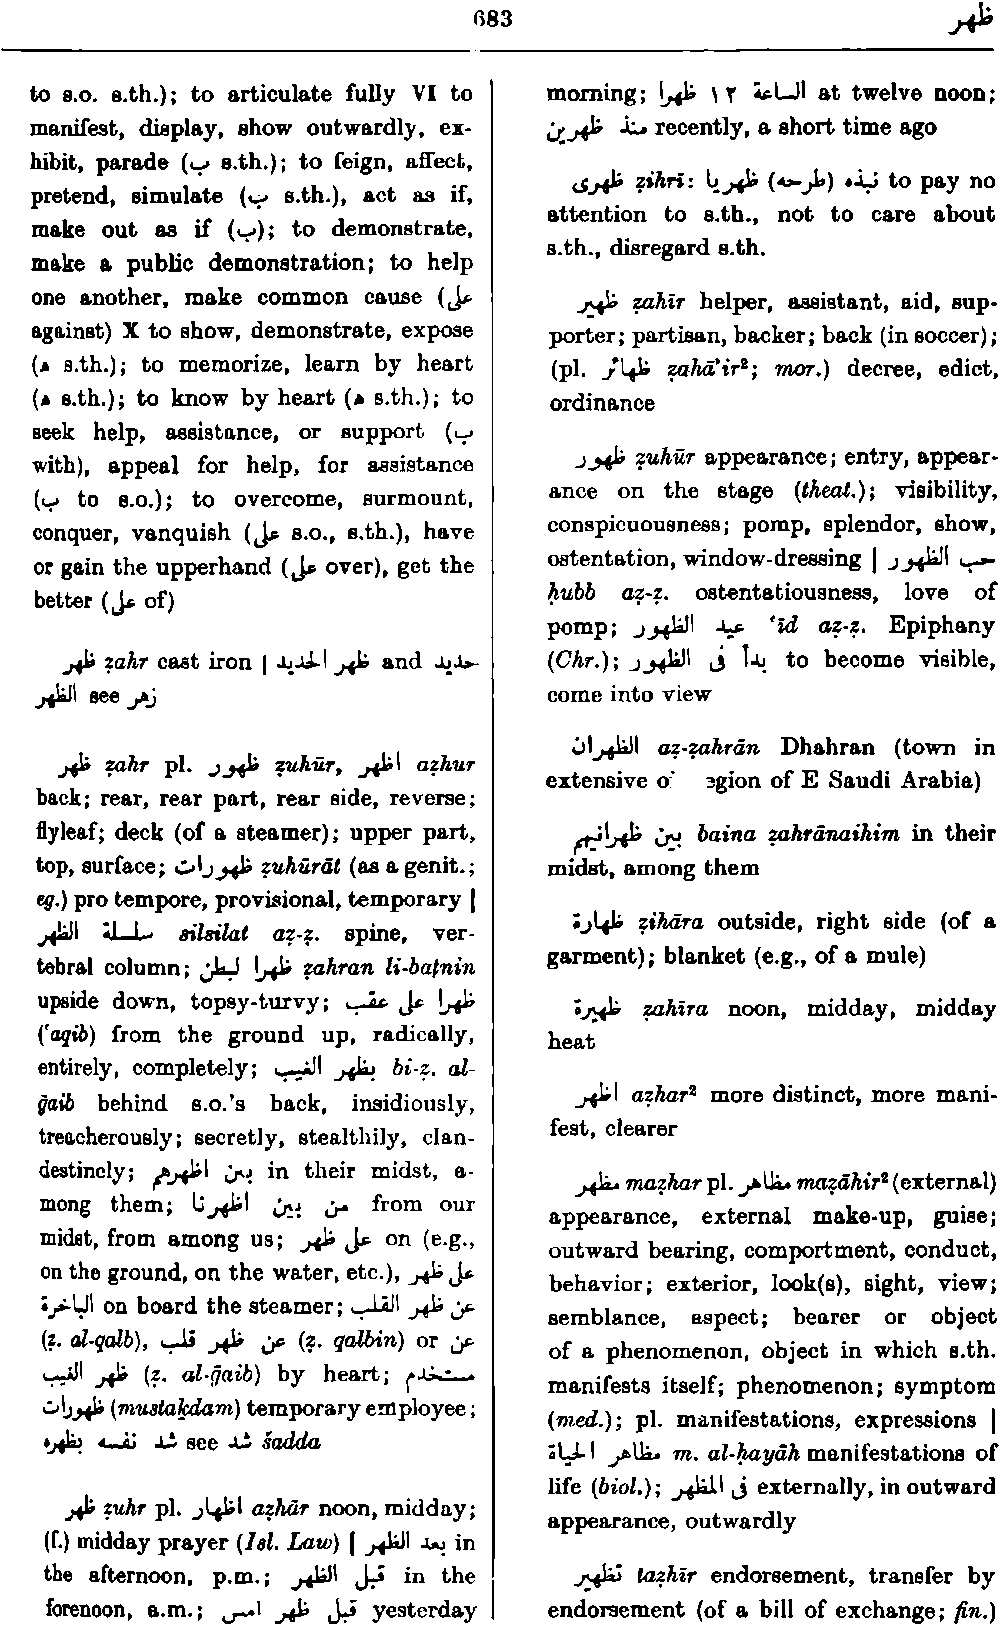 683
ظهر
to s.o. s.th.); to articulate fully VI to
manifest, display, show outwardly, ex-
hibit, parade (ب s.th.); to feign, affect,
pretend, simulate (ب s.th.), act as if,
make out as if (ب); to demonstrate,
make a public demonstration; to help
one another, make common cause (على
against) X to show, demonstrate, expose
(ه s.th.); to memorize, learn by heart
(ه s.th.); to know by heart (ه s.th.); to
seek help, assistance, or support (ب
with), appeal for help, for assistance
(ب to s.o.); to overcome, surmount,
conquer, vanquish (على s.o., s.th.), have
or gain the upperhand (على over), get the
better (على of)
ظهر ẓahr cast iron | ظهر الحديد and حديد
الظهر see زهر
ظهر ẓahr pl. ظهور ẓuhūr, اظهر aẓhur
back; rear, rear part, rear side, reverse;
flyleaf; deck (of a steamer); upper part,
top, surface; ظهورات ẓuhūrāt (as a genit.;
eg.) pro tempore, provisional, temporary |
سلسلة الظهر silsilat aẓ-ẓ. spine, ver-
tebral column; ظهرا لبطن ẓahran li-baṭnin
upside down, topsy-turvy; ظهرا على عقب
(ʿaqib) from the ground up, radically,
entirely, completely; بظهر الغيب bi-ẓ. al-
ḡaib behind s.o.'s back, insidiously,
treacherously; secretly, stealthily, clan-
destinely; بين اظهرهم in their midst, a-
mong them; من بين اظهرنا from our
midst, from among us; على ظهر on (e.g.,
on the ground, on the water, etc.), على ظهر
الباخرة on board the steamer; عن ظهر القلب
(ẓ. al-qalb), عن ظهر قلب (ẓ. qalbin) or عن
ظهر الغيب (ẓ. al-ḡaib) by heart; مستخدم
ظهورات (mustaḵdam) temporary employee;
شد نفسه بظهره see شد šadda
ظهر ẓuhr pl. اظهار aẓhār noon, midday;
(f.) midday prayer (Isl. Law) | بعد الظهر in
the afternoon, p.m.; قبل الظهر in the
forenoon, a.m.; قبل ظهر امس yesterday
morning; الساعة ١٢ ظهرا at twelve noon;
منذ ظهرين recently, a short time ago
ظهرى ẓihrī: نبذه (طرحه) ظهريا to pay no
attention to s.th., not to care about
s.th., disregard s.th.
ظهير ẓahīr helper, assistant, aid, sup-
porter; partisan, backer; back (in soccer);
(pl. ظهائر ẓahāʾir²; mor.) decree, edict,
ordinance
ظهور ẓuhūr appearance; entry, appear-
ance on the stage (theat.); visibility,
conspicuousness; pomp, splendor, show,
ostentation, window-dressing | حب الظهور
ḥubb aẓ-ẓ. ostentatiousness, love of
pomp; عيد الظهور ʿīd aẓ-ẓ. Epiphany
(Chr.); بدأ فى الظهور to become visible,
come into view
الظهران aẓ-ẓahrān Dhahran (town in
extensive of E Saudi Arabia)
بين ظهرانيهم baina ẓahrānaihim in their
midst, among them
ظهارة ẓihāra outside, right side (of a
garment); blanket (e.g., of a mule)
ظهيرة ẓahīra noon, midday, midday
heat
اظهر aẓhar² more distinct, more mani-
fest, clearer
مظهر maẓhar pl. مظاهر maẓāhir² (external)
appearance, external make-up, guise;
outward bearing, comportment, conduct,
behavior; exterior, look(s), sight, view;
semblance, aspect; bearer or object
of a phenomenon, object in which s.th.
manifests itself; phenomenon; symptom
(med.); pl. manifestations, expressions |
مظاهر الحياة m. al-ḥayāh manifestations of
life (biol.); فى المظهر externally, in outward
appearance, outwardly
تظهير taẓhīr endorsement, transfer by
endorsement (of a bill of exchange; fin.)